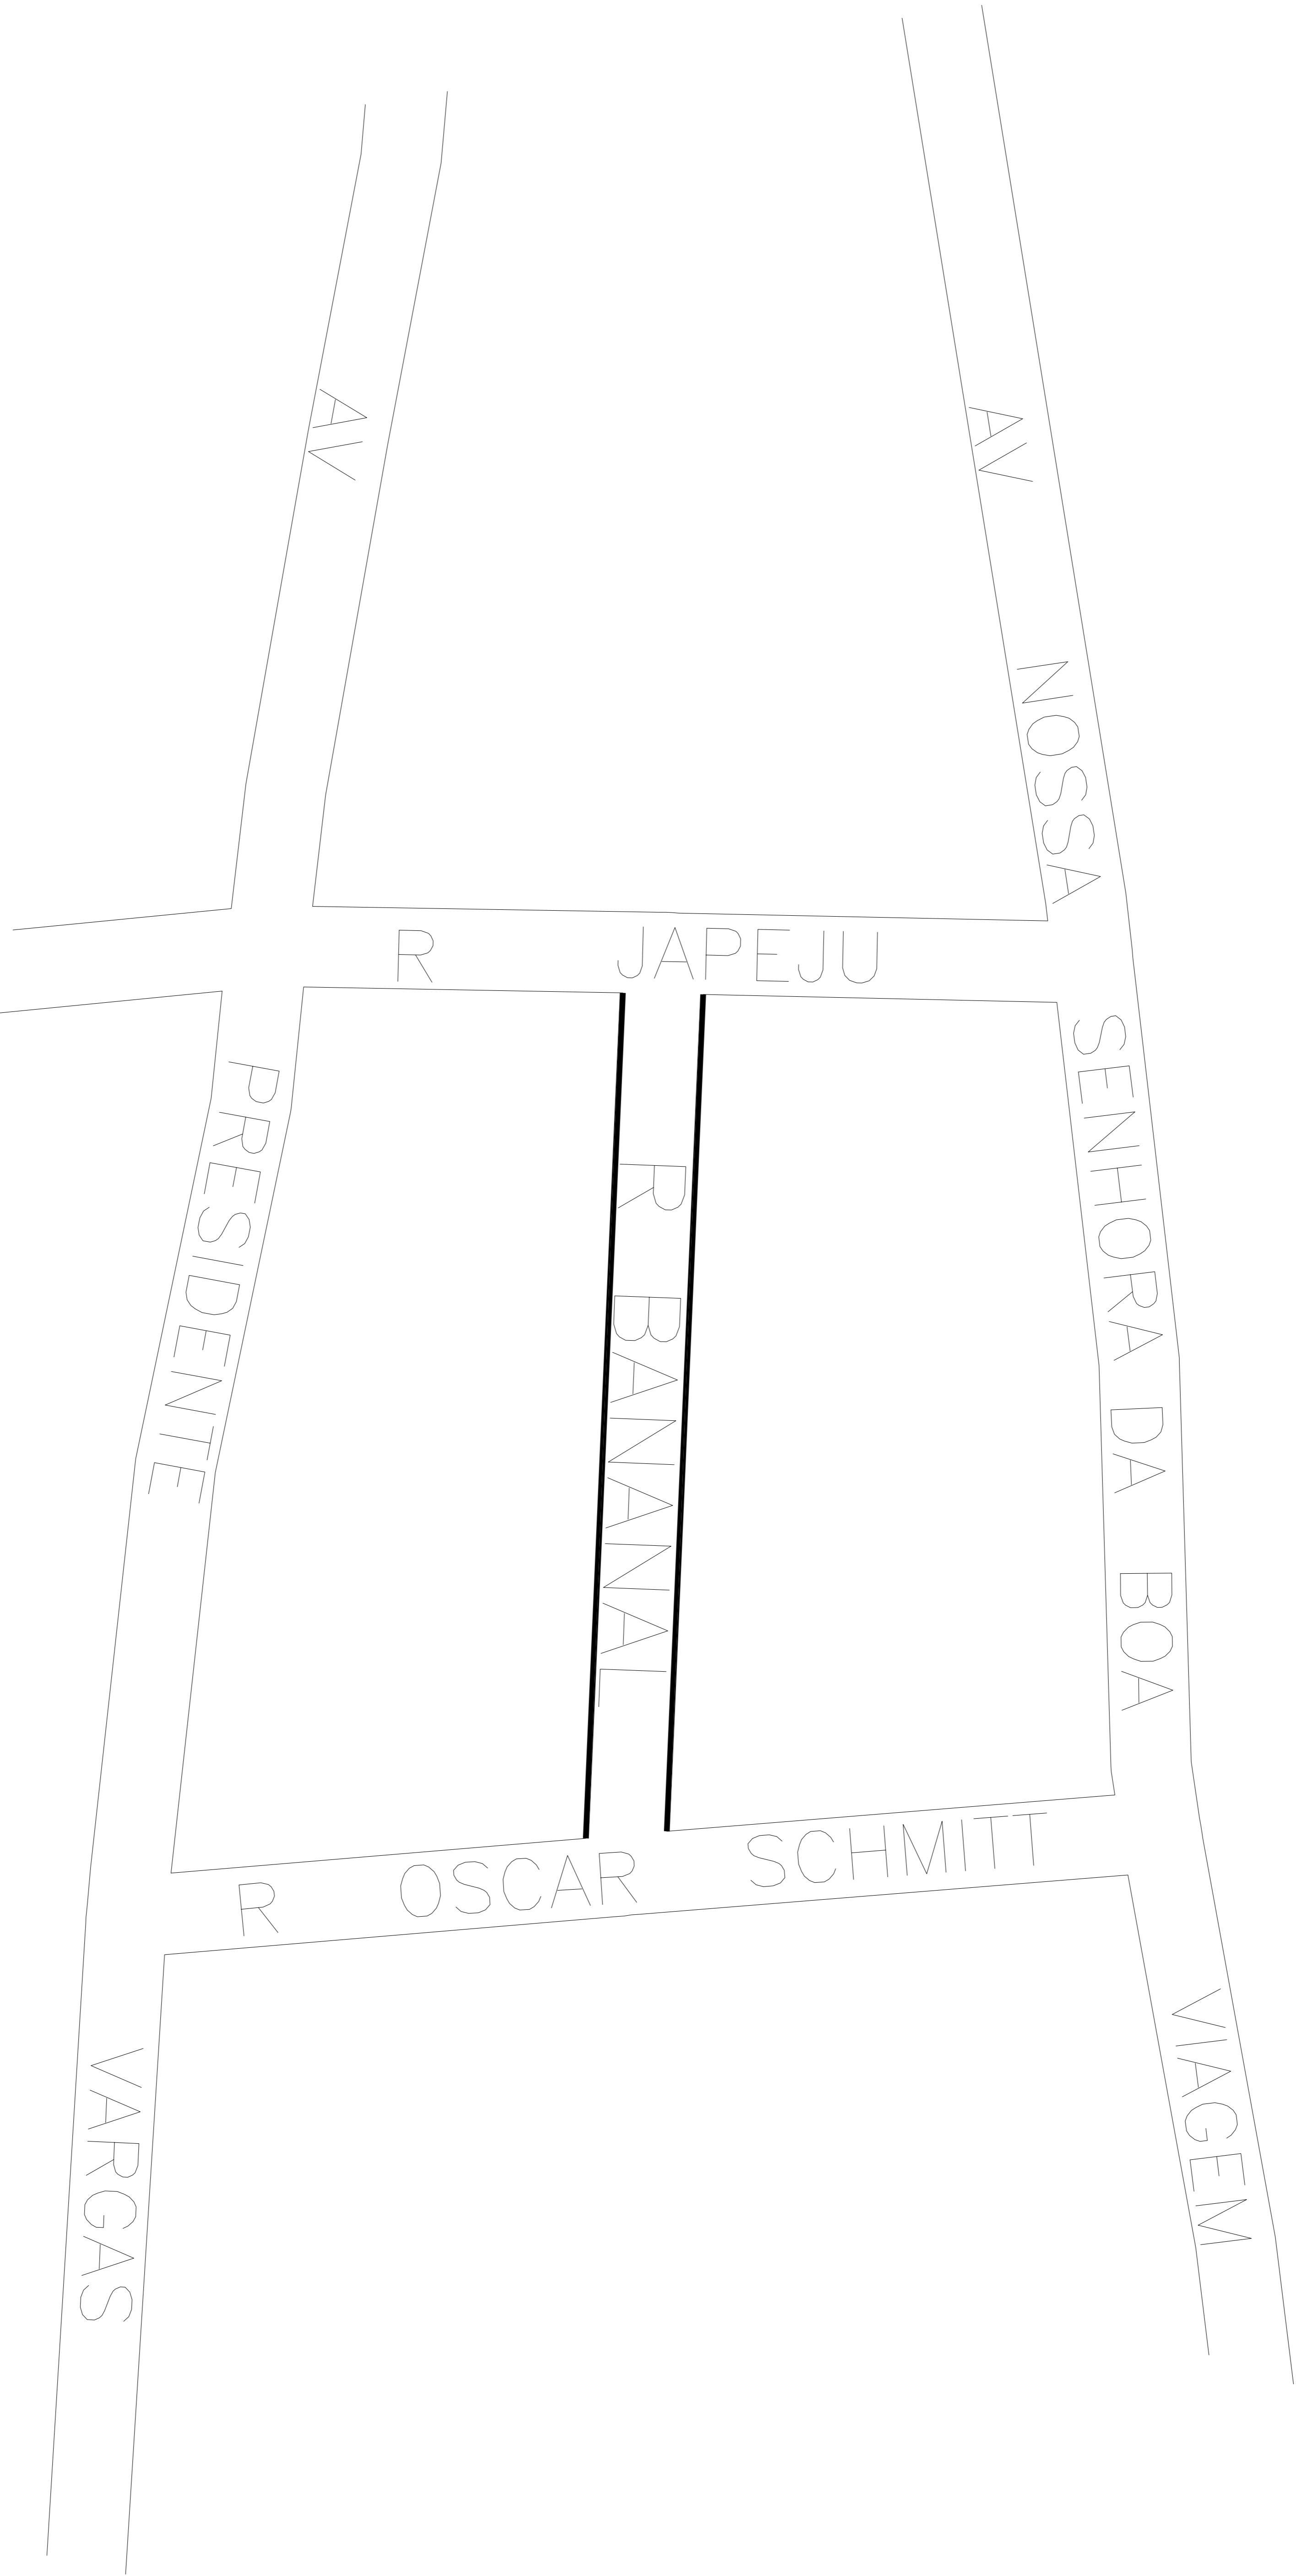 AV PRESIDENTE VARGAS
AV NOSSA SENHORA DA BOA VIAGEM
R JAPEJU
R BANANAL
R OSCAR SCHMITT